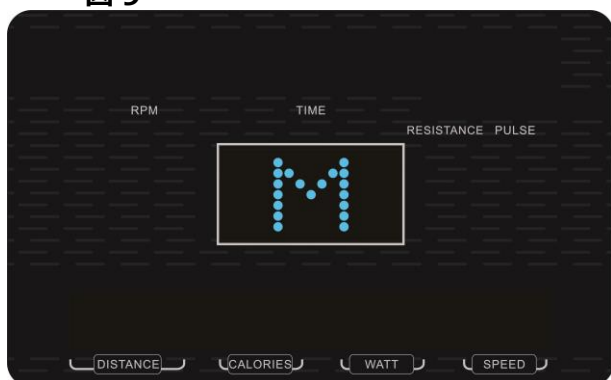 図 9
RPM TIME
RESISTANCE PULSE
M
DISTANCE CALORIES WATT SPEED